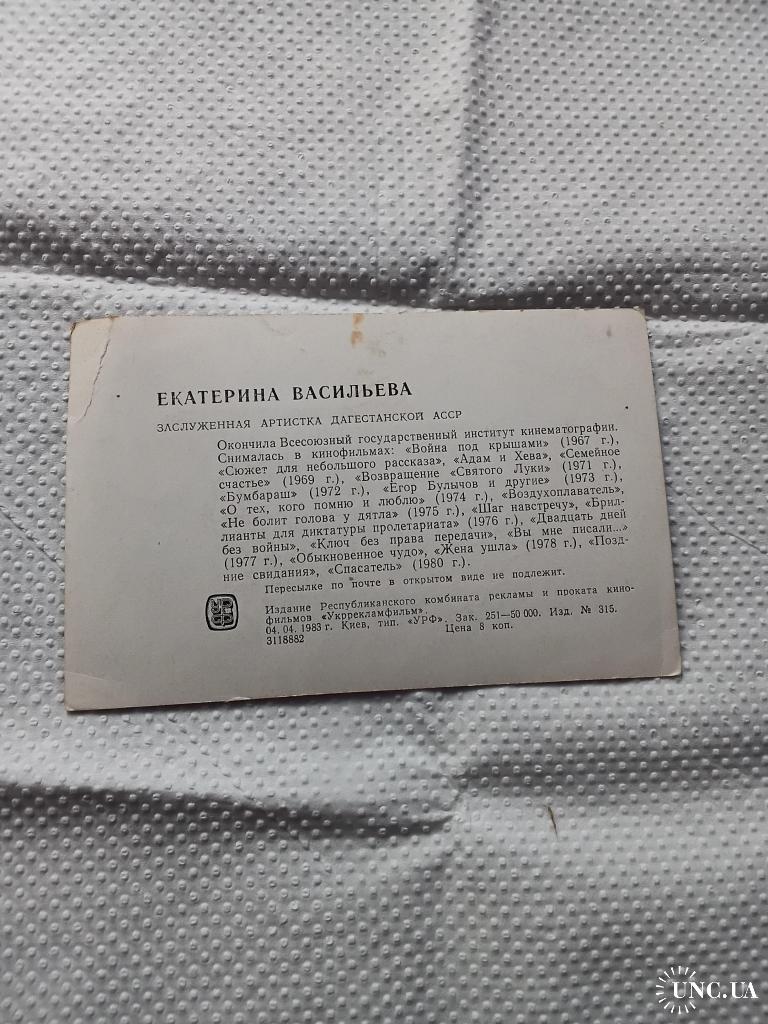 ЕКАТЕРИНА ВАСИЛЬЕВА
ЗАСЛУЖЕННАЯ АРТИСТКА ДАГЕСТАНСКОЙ АССР
Окончила Всесоюзный государственный институт кинематографии.
Снималась в кинофильмах: «Война под крышами» (1967 г.),
«Сюжет для небольшого рассказа», «Адам и Хева», «Семейное
счастье» (1969 г.), «Возвращение «Святого Луки» (1971 г.),
«Бумбараш» (1972 г.), «Егор Булычов и другие» (1973 г.),
«О тех, кого помню и люблю» (1974 г.), «Воздухоплаватель»,
«Не болит голова у дятла» (1975 г.), «Шаг навстречу», «Брил-
лианты для диктатуры пролетариата» (1976 г.), «Двадцать дней
без войны», «Ключ без права передачи», «Вы мне писали...»
(1977 г.), «Обыкновенное чудо», «Жена ушла» (1978 г.), «Позд-
ние свидания», «Спасатель» (1980 г.).
Пересылке по почте в открытом виде не подлежит.
Издание Республиканского комбината рекламы и проката кино-
фильмов «Укррекламфильм».
04. 04. 1983 г. Киев, тип. «УРФ». Зак. 251—50 000. Изд. № 315.
3118882 Цена 8 коп.
UNC.UA